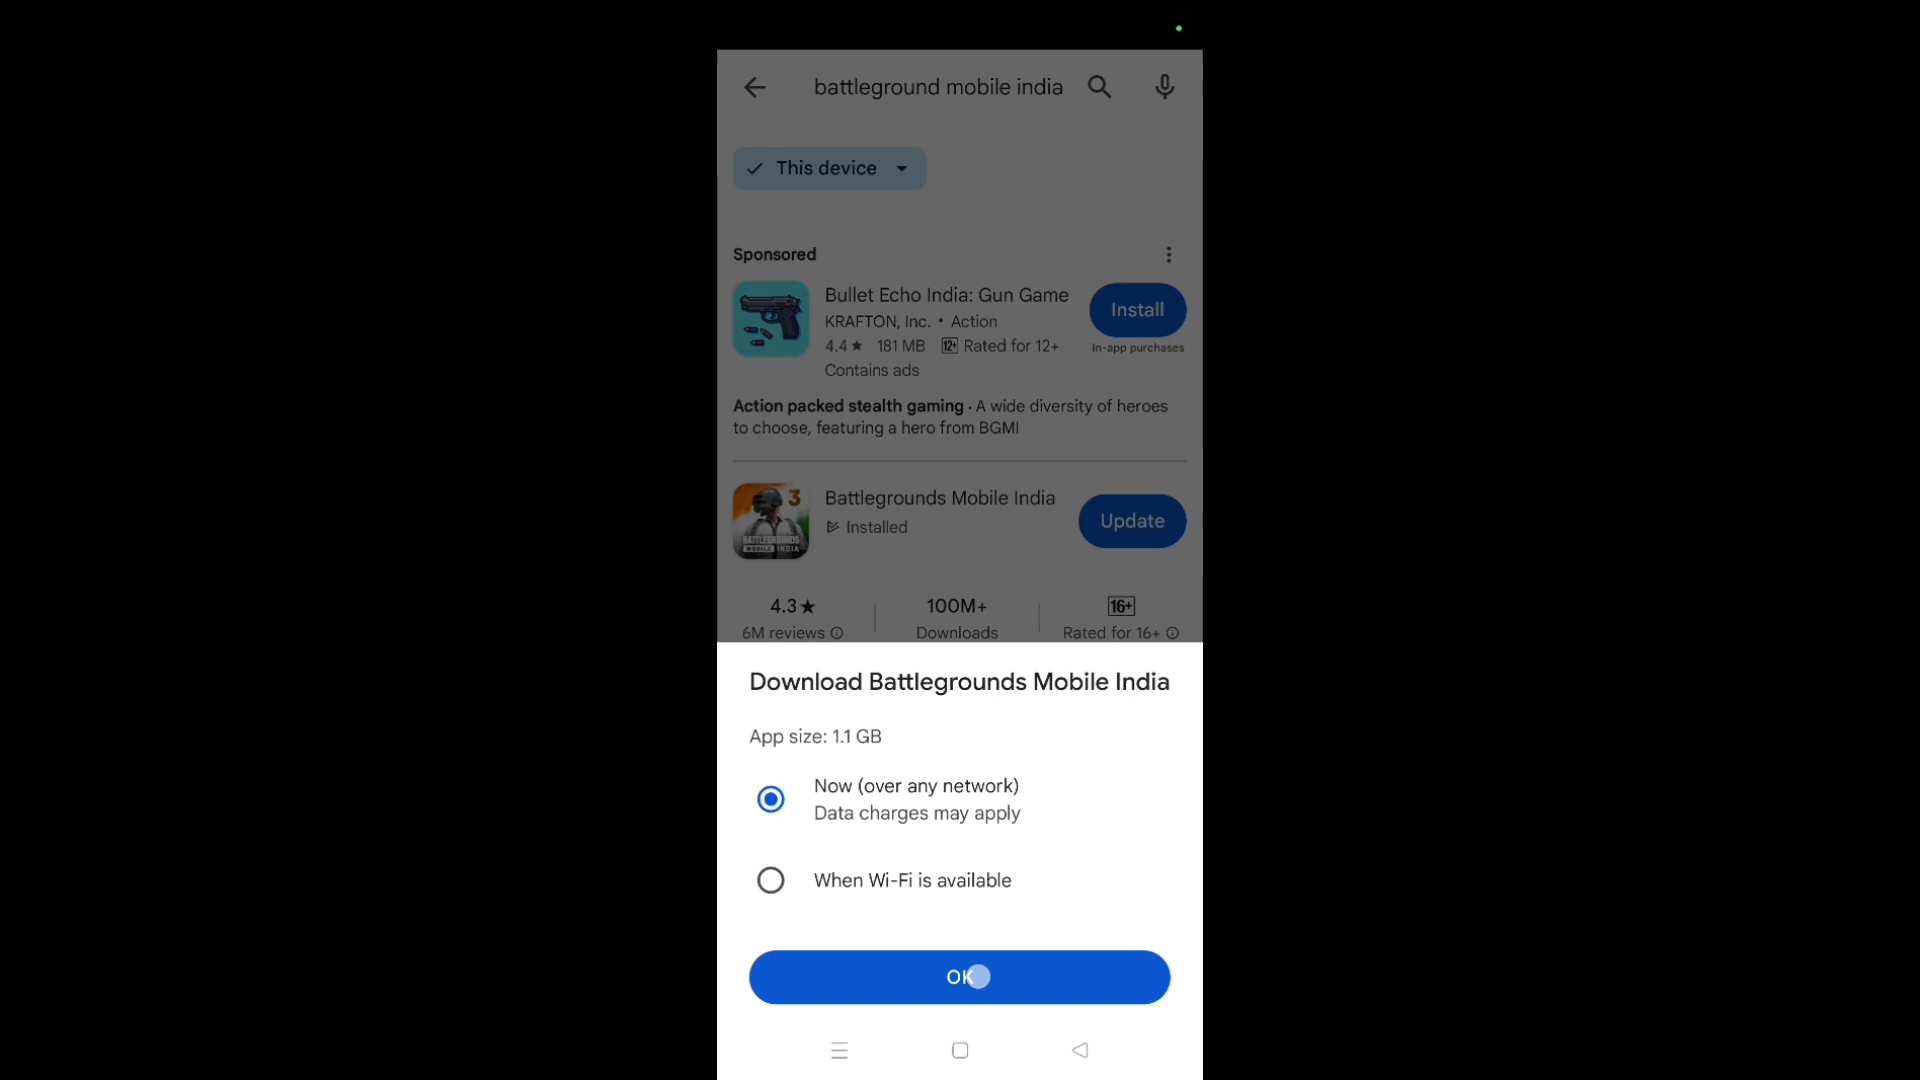 battleground mobile india
This device
Sponsored
Bullet Echo India: Gun Game
KRAFTON, Inc. • Action
4.4★ 181 MB 12+ Rated for 12+
Contains ads
Install
In-app purchases
Action packed stealth gaming · A wide diversity of heroes
to choose, featuring a hero from BGMI
3
BATTLEGROUNDS
MOBILE INDIA
Battlegrounds Mobile India
Installed
Update
4.3★
6M reviews
100M+
Downloads
16+
Rated for 16+
Download Battlegrounds Mobile India
App size: 1.1 GB
Now (over any network)
Data charges may apply
When Wi-Fi is available
OK